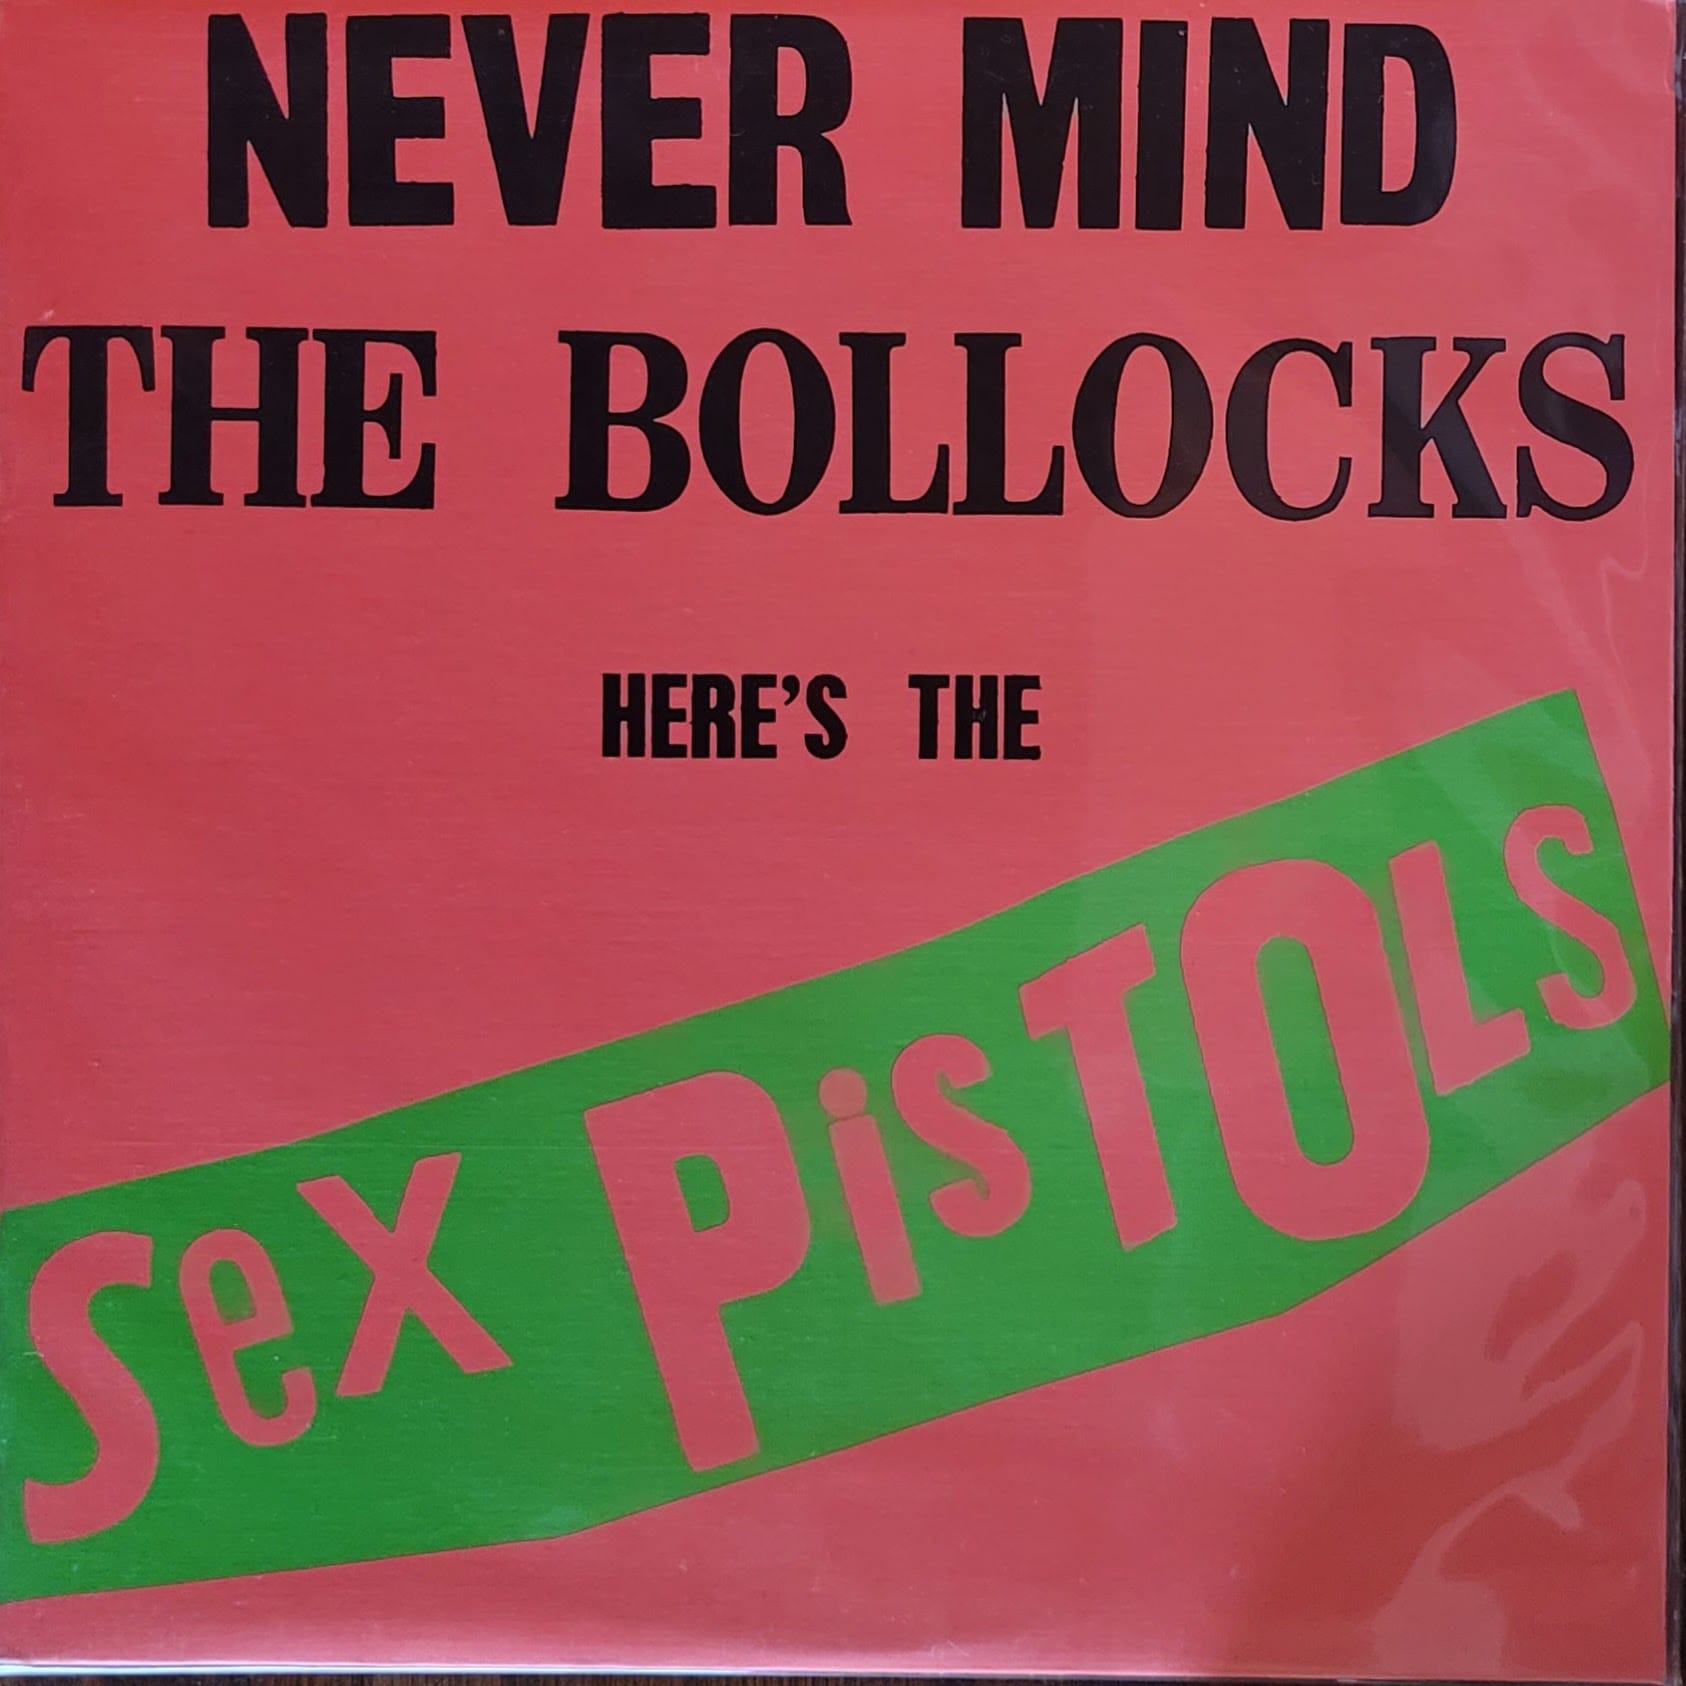 NEVER MIND
THE BOLLOCKS
HERE'S THE
Sex PisTOLS